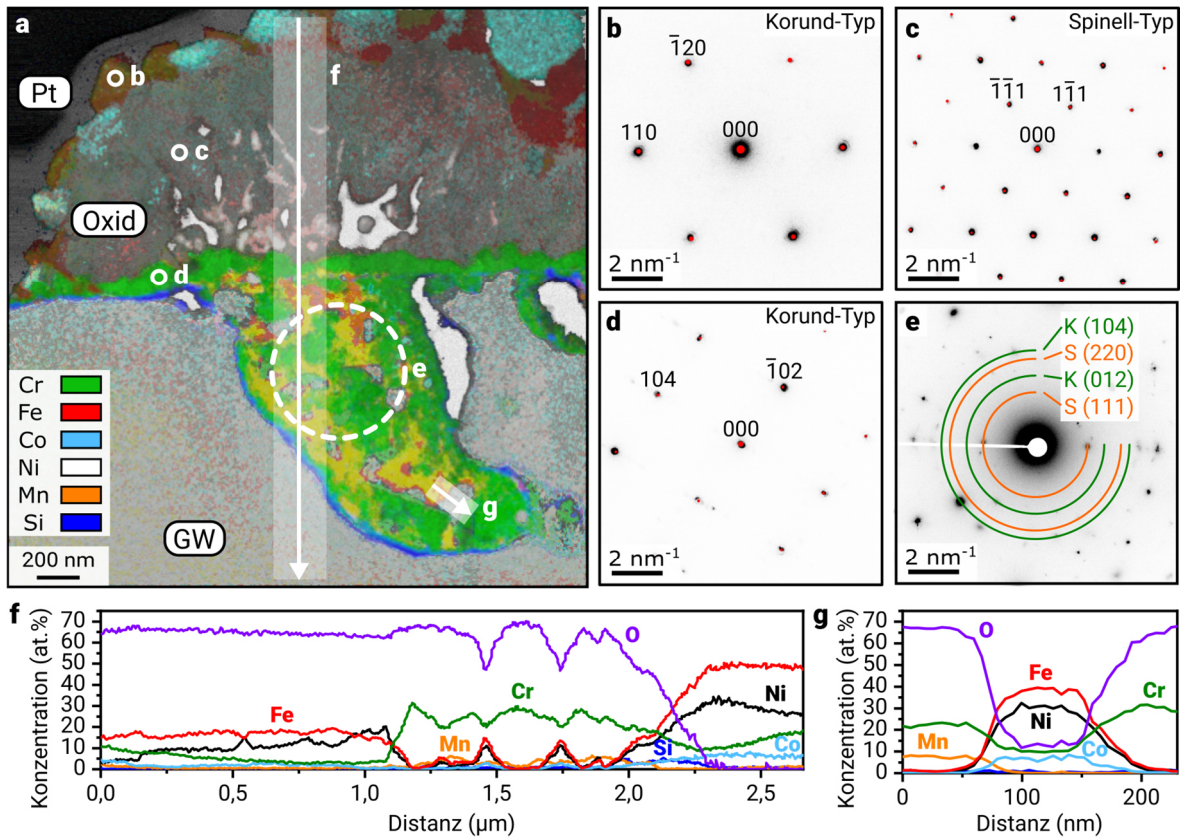 a
b
f
Pt
c
Oxid
d
e
Cr
Fe
Co
Ni
Mn
Si
g
GW
200 nm
b
Korund-Typ
1̅20
110
000
2 nm⁻¹
c
Spinell-Typ
1̅1̅1
11̅1
000
2 nm⁻¹
d
Korund-Typ
104
1̅02
000
2 nm⁻¹
e
K (104)
S (220)
K (012)
S (111)
2 nm⁻¹
f
Konzentration (at.%)
70
60
50
40
30
20
10
0
O
Fe
Cr
Mn
Ni
Si
Co
0,0 0,5 1,0 1,5 2,0 2,5
Distanz (µm)
g
Konzentration (at.%)
70
60
50
40
30
20
10
0
O
Fe
Cr
Ni
Mn
Co
0 100 200
Distanz (nm)